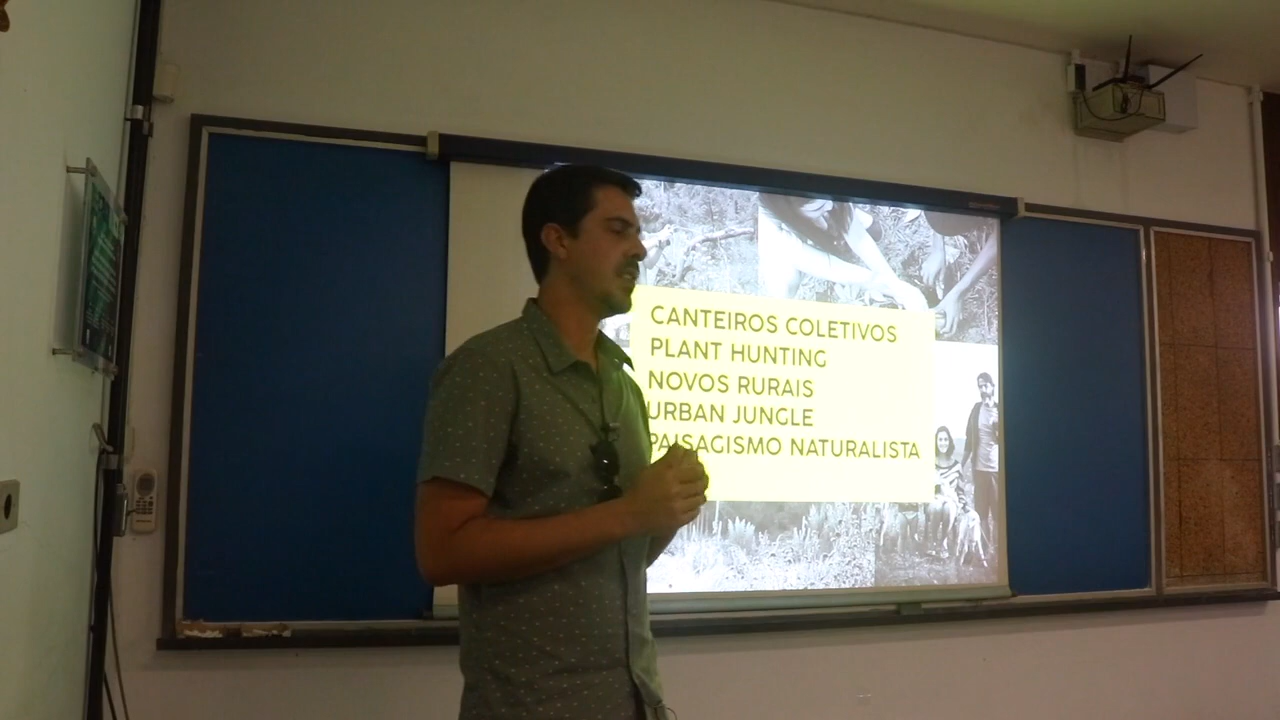 CANTEIROS COLETIVOS
PLANT HUNTING
NOVOS RURAIS
URBAN JUNGLE
PAISAGISMO NATURALISTA